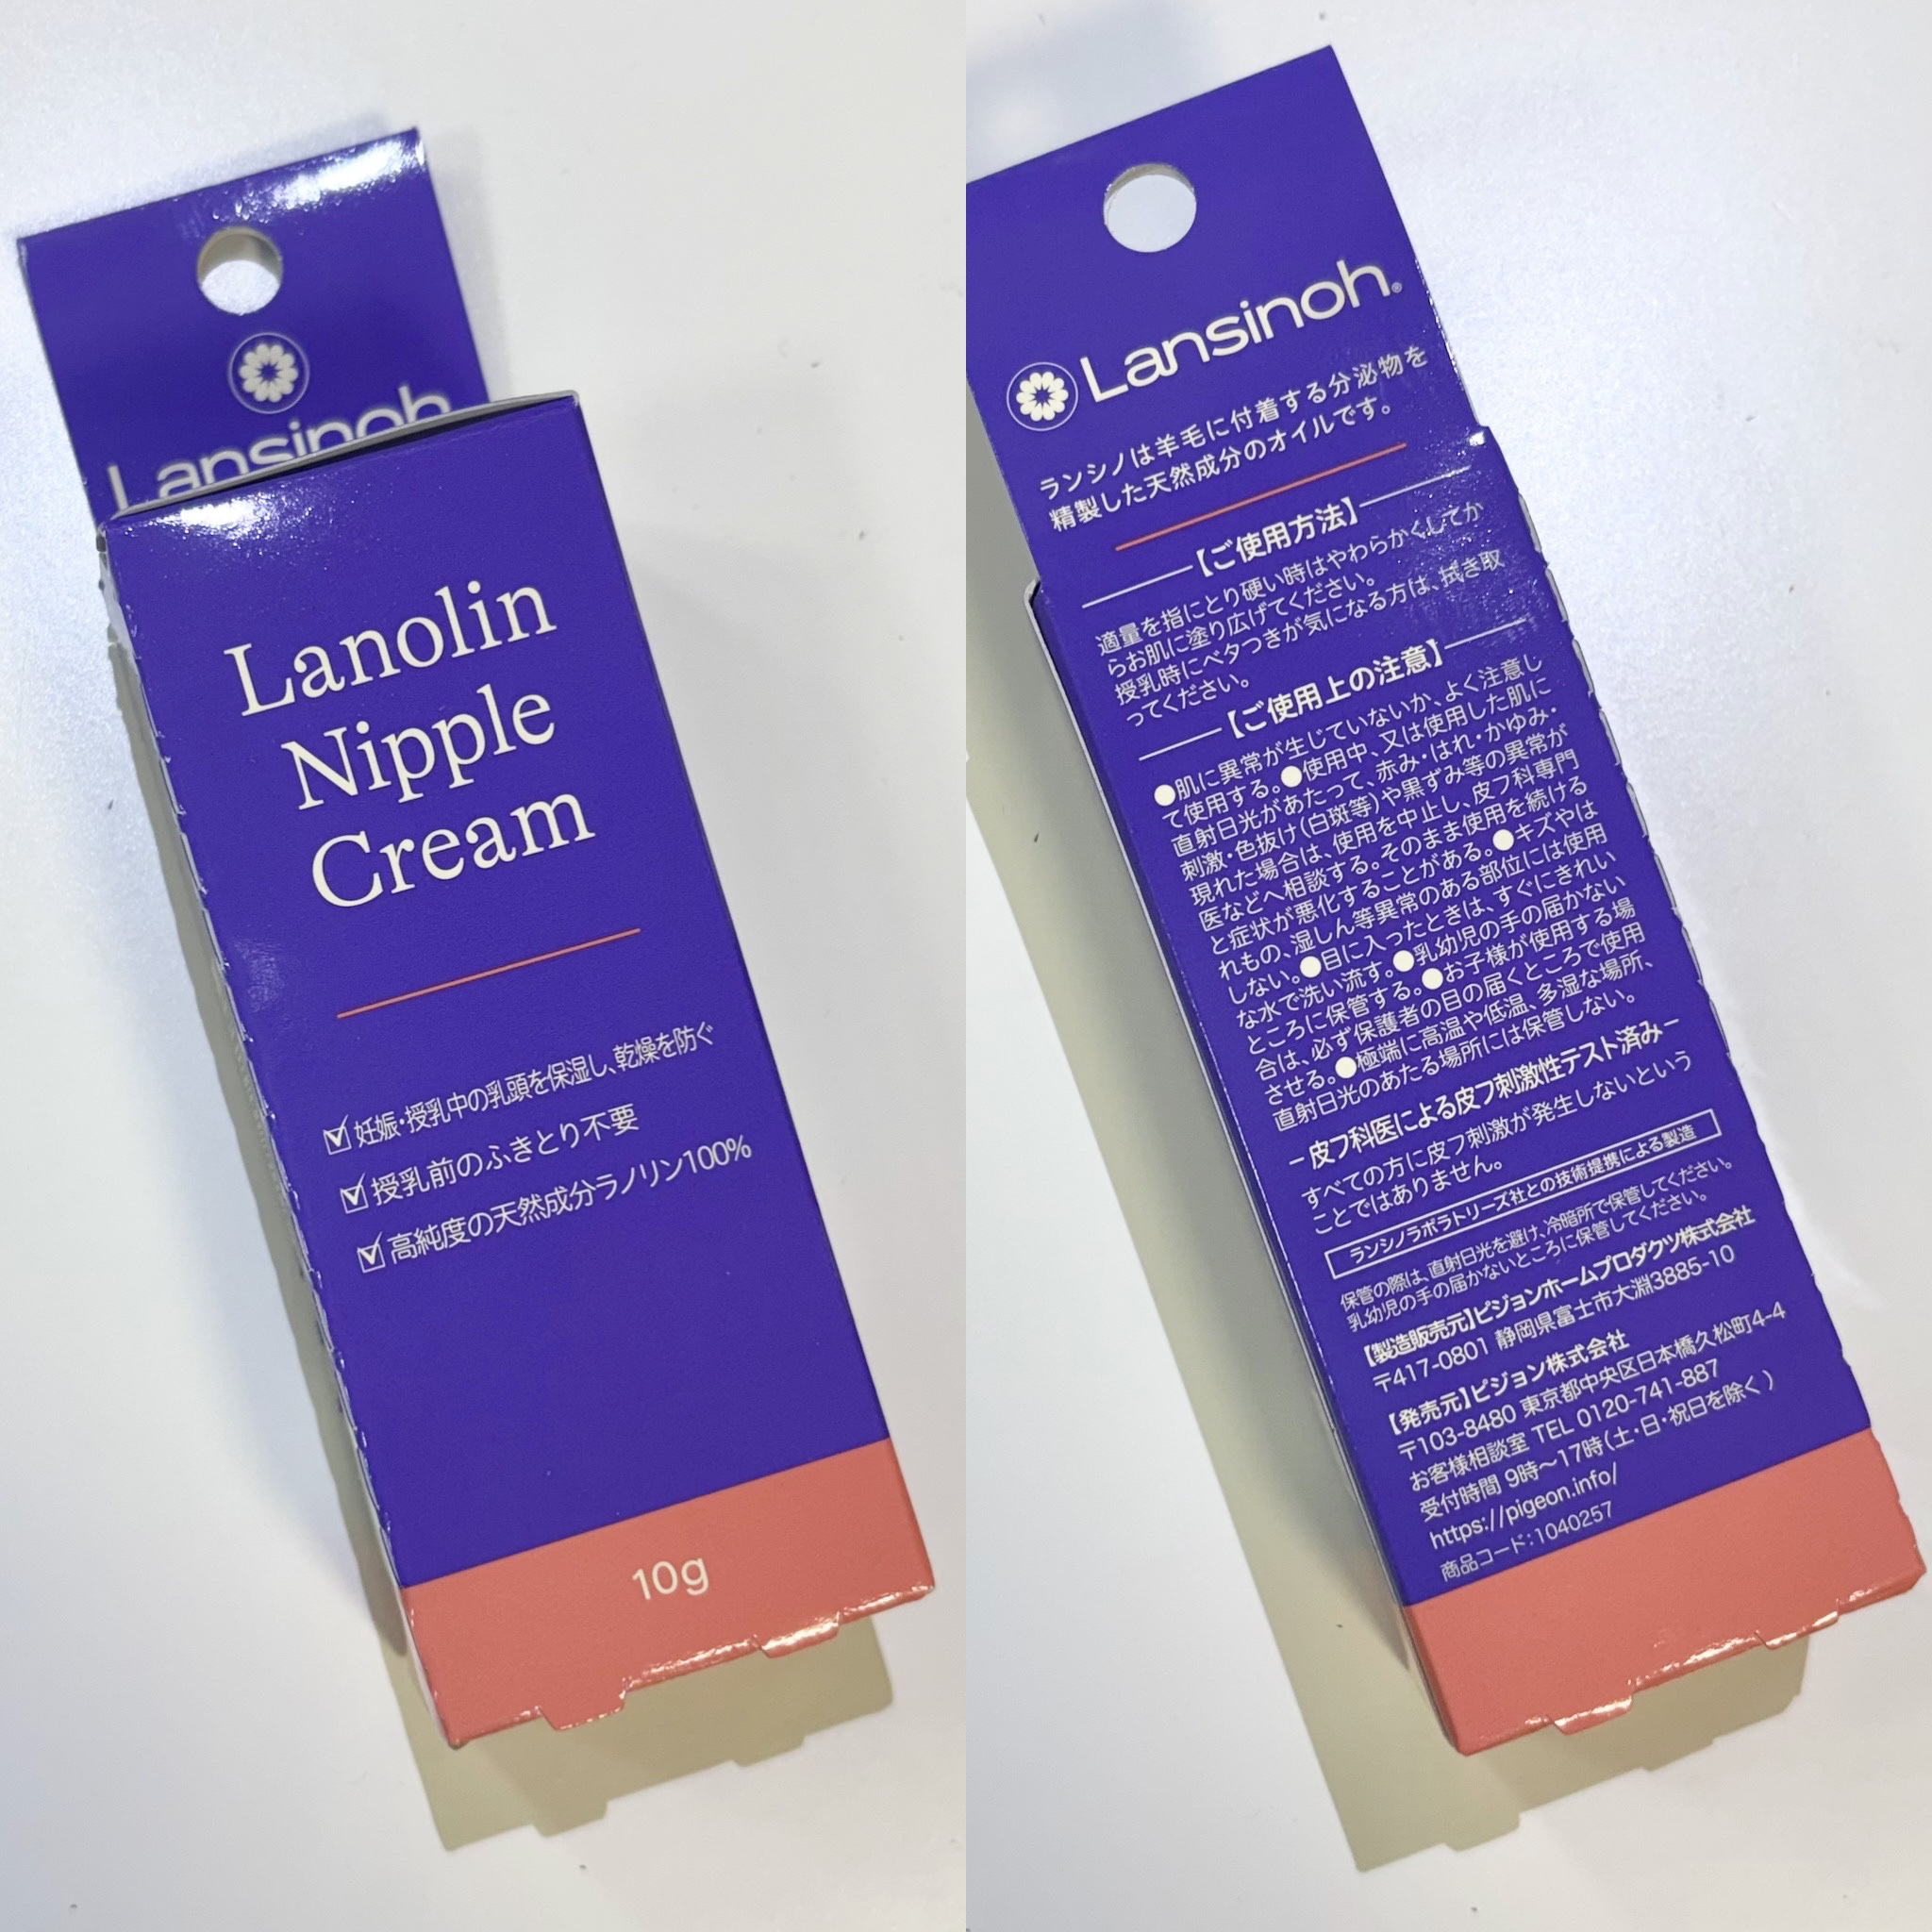 Lansinoh
Lanolin
Nipple
Cream
妊娠・授乳中の乳頭を保湿し、乾燥を防ぐ
授乳前のふきとり不要
高純度の天然成分ラノリン100%
10g
Lansinoh®
ランシノは羊毛に付着する分泌物を
精製した天然成分のオイルです。
【ご使用方法】
適量を指にとり硬い時はやわらかくしてか
らお肌に塗り広げてください。
授乳時にベタつきが気になる方は、拭き取
ってください。
【ご使用上の注意】
●肌に異常が生じていないか、よく注意し
て使用する。●使用中、又は使用した肌に
直射日光があたって、赤み・はれ・かゆみ・
刺激・色抜け(白斑等)や黒ずみ等の異常が
現れた場合は、使用を中止し、皮フ科専門
医などへ相談する。そのまま使用を続ける
と症状が悪化することがある。●キズやは
れもの、湿しん等異常のある部位には使用
しない。●目に入ったときは、すぐにきれい
な水で洗い流す。●乳幼児の手の届かない
ところに保管する。●お子様が使用する場
合は、必ず保護者の目の届くところで使用
させる。●極端に高温や低温、多湿な場所、
直射日光のあたる場所には保管しない。
-皮フ科医による皮フ刺激性テスト済み-
すべての方に皮フ刺激が発生しないという
ことではありません。
ランシノラボラトリーズ社との技術提携による製造
保管の際は、直射日光を避け、冷暗所で保管してください。
乳幼児の手の届かないところに保管してください。
【製造販売元】ピジョンホームプロダクツ株式会社
〒417-0801 静岡県富士市大淵3885-10
【発売元】ピジョン株式会社
〒103-8480 東京都中央区日本橋久松町4-4
お客様相談室 TEL 0120-741-887
受付時間 9時～17時(土・日・祝日を除く)
https://pigeon.info/
商品コード:1040257